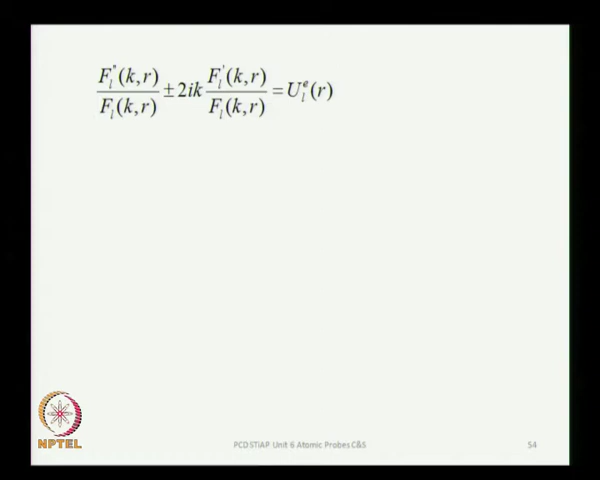 F_l''(k,r) / F_l(k,r) ± 2ik F_l'(k,r) / F_l(k,r) = U_l^e(r)
NPTEL
PCD STiAP Unit 6 Atomic Probes C&S
54